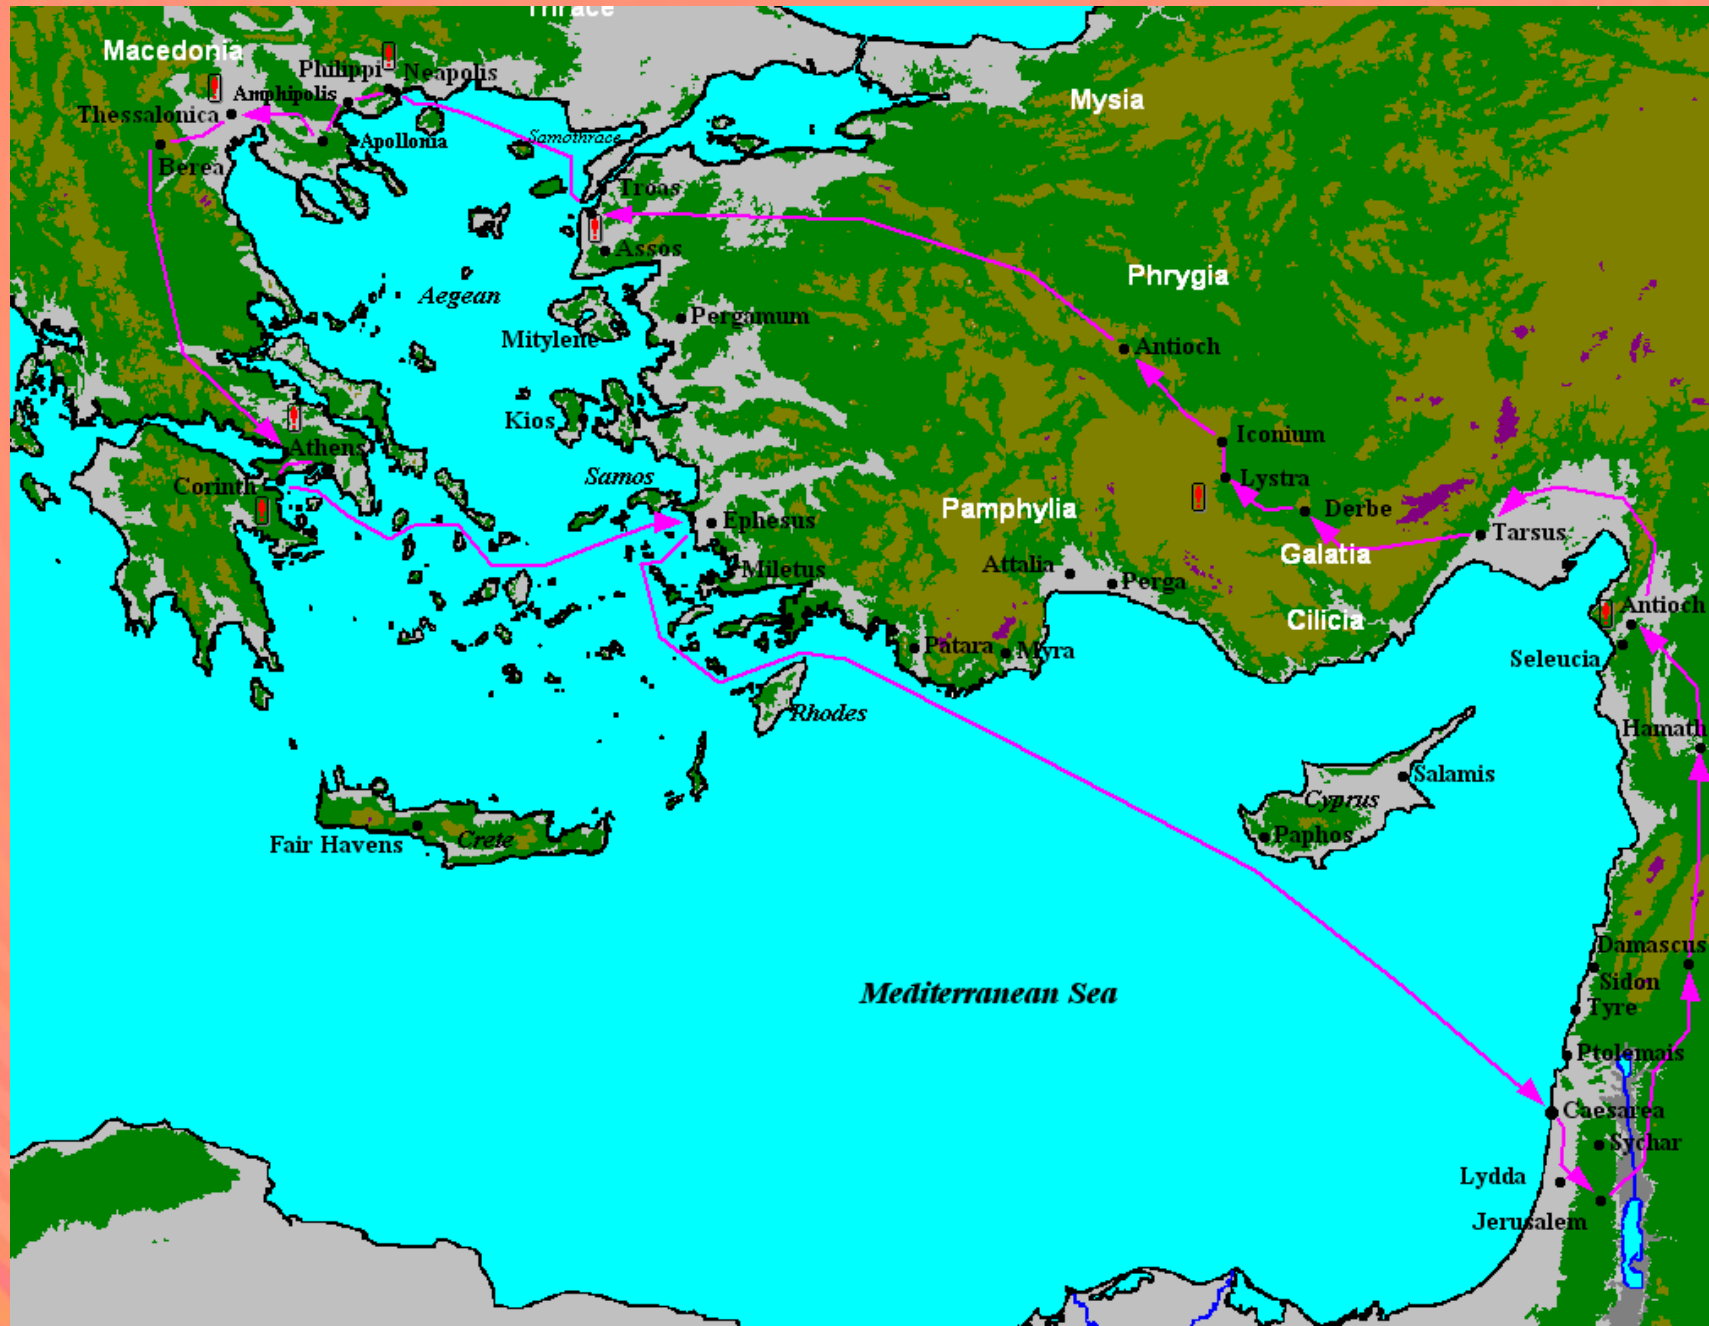 Thrace
Macedonia
Philippi
Neapolis
Amphipolis
Thessalonica
Apollonia
Samothrace
Berea
Mysia
Troas
Assos
Phrygia
Aegean
Pergamum
Mitylene
Antioch
Kios
Iconium
Athens
Corinth
Samos
Lystra
Pamphylia
Derbe
Ephesus
Tarsus
Galatia
Attalia
Miletus
Perga
Antioch
Cilicia
Patara
Myra
Seleucia
Rhodes
Hamath
Salamis
Cyprus
Paphos
Fair Havens
Crete
Damascus
Sidon
Mediterranean Sea
Tyre
Ptolemais
Caesarea
Sychar
Lydda
Jerusalem